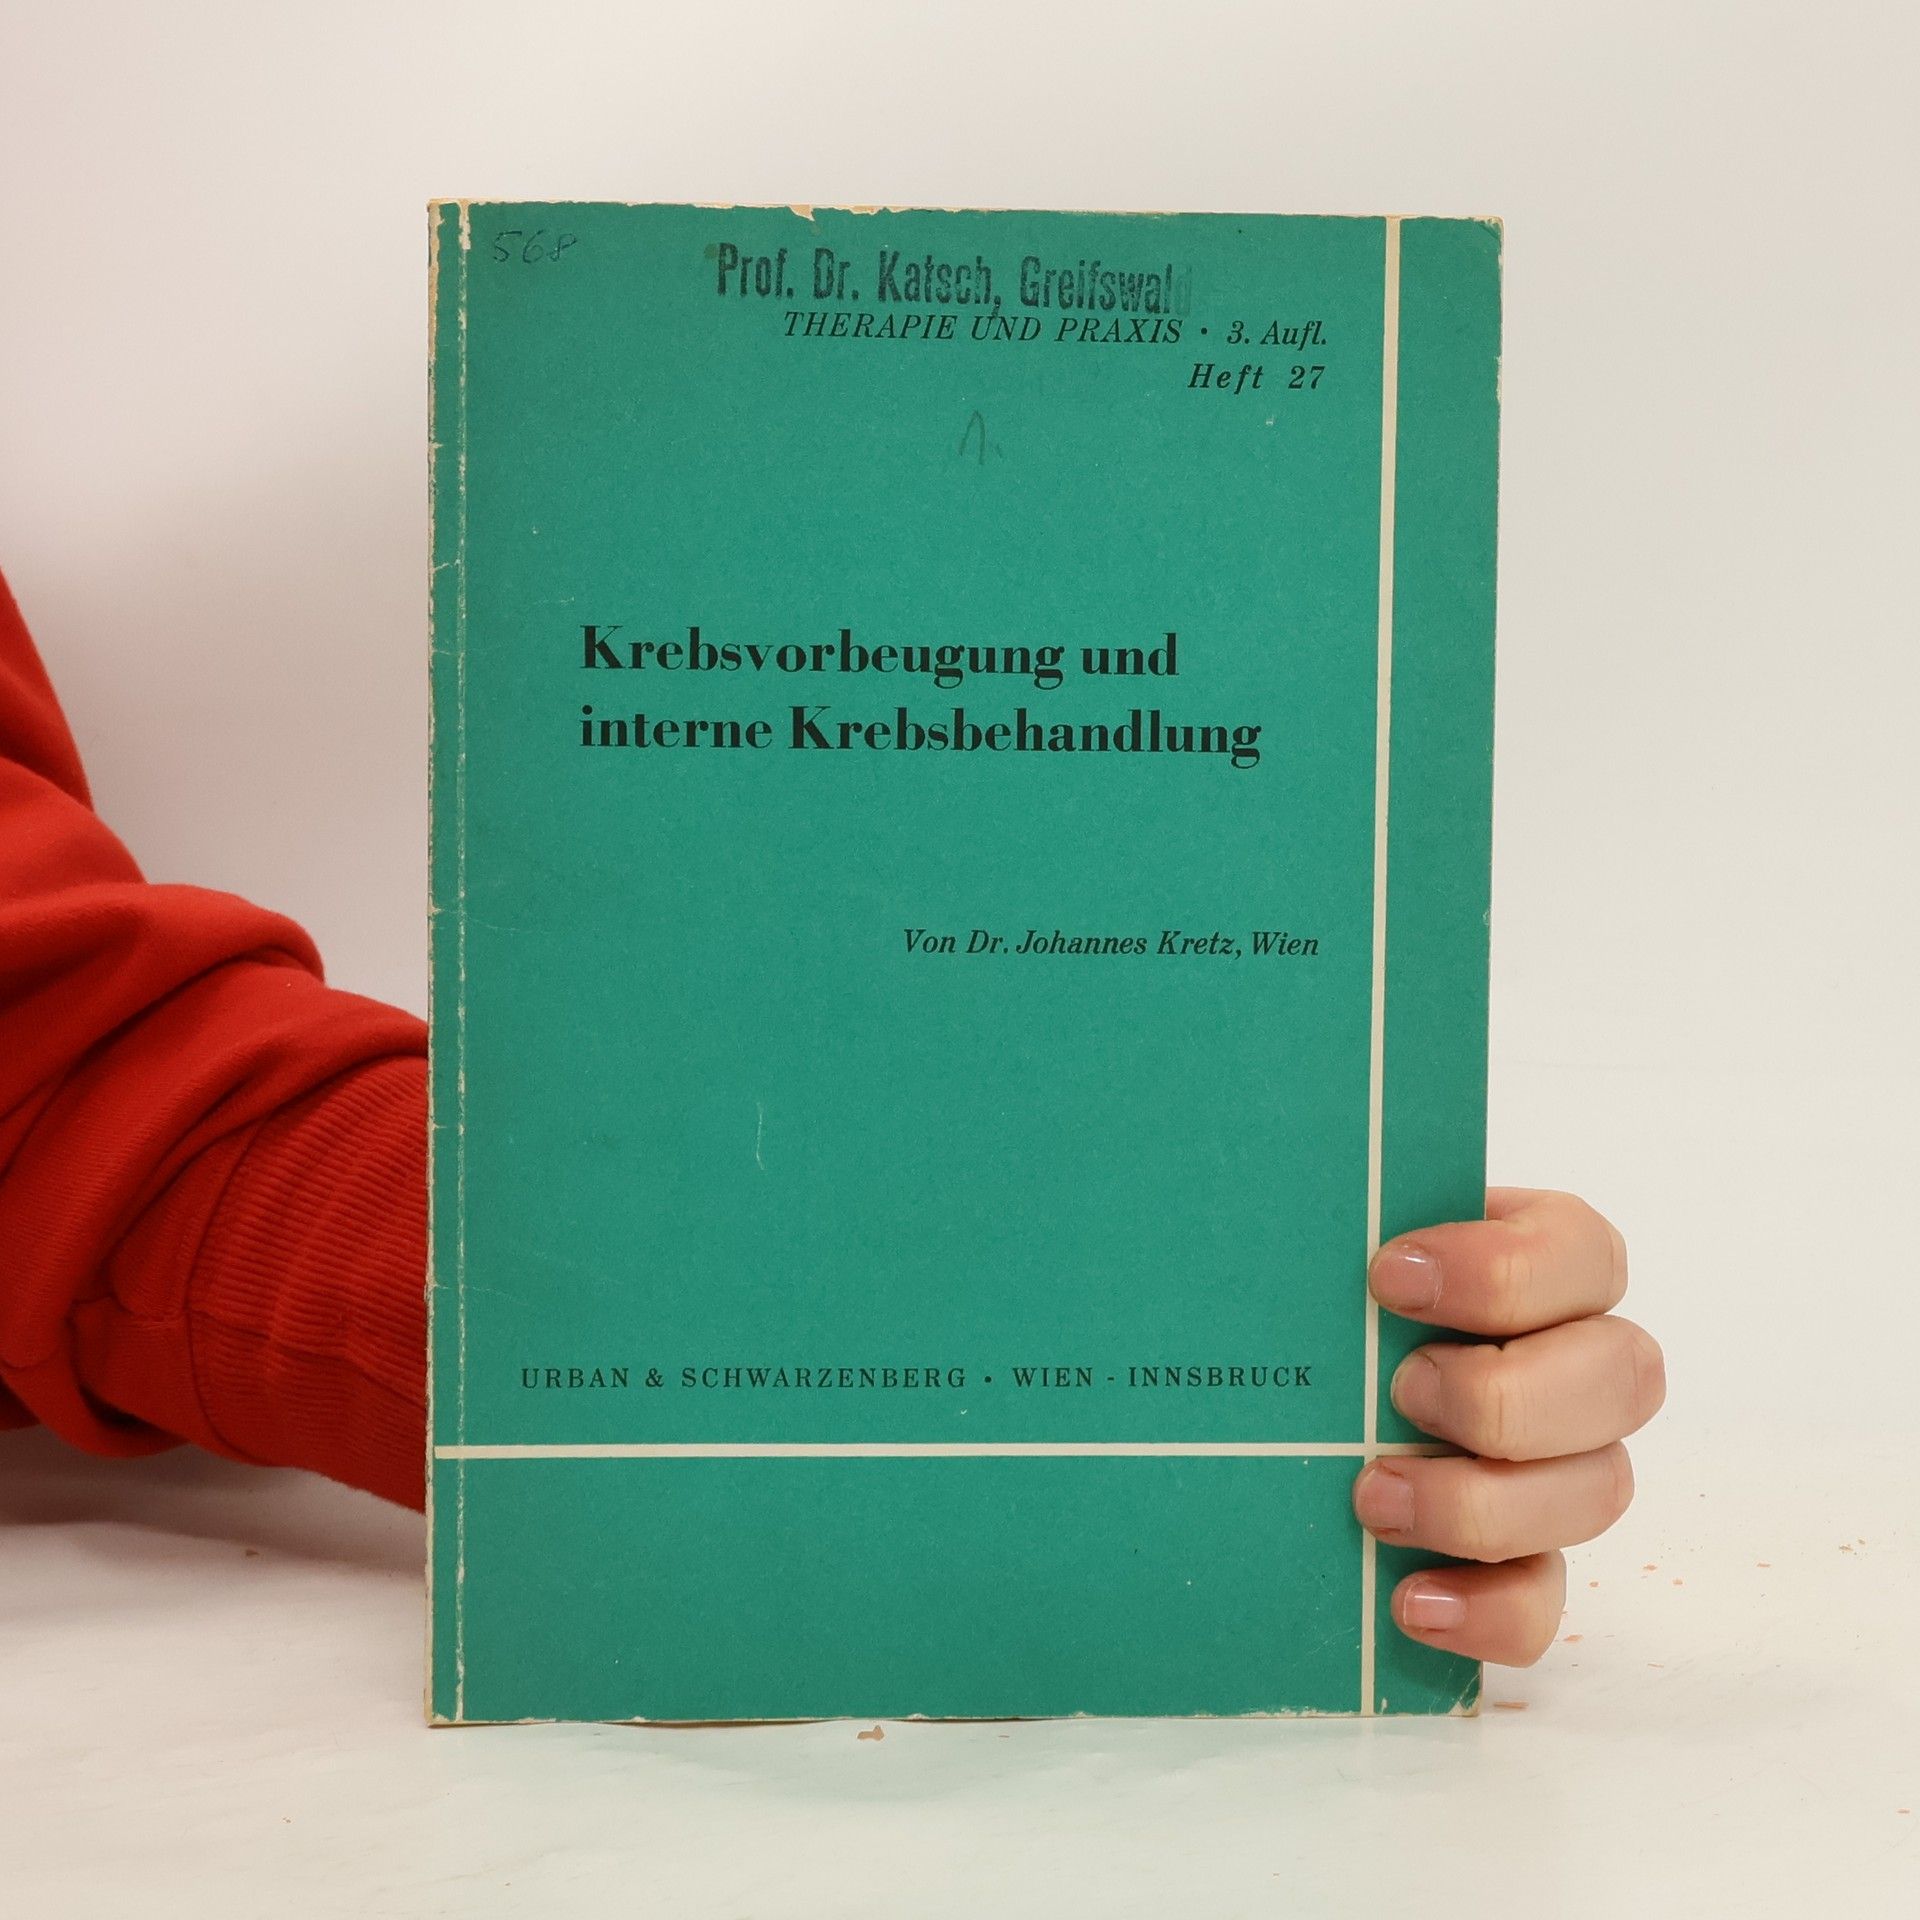 568
Prof. Dr. Katsch, Greifswald
THERAPIE UND PRAXIS • 3. Aufl.
Heft 27
1.
Krebsvorbeugung und
interne Krebsbehandlung
Von Dr. Johannes Kretz, Wien
URBAN & SCHWARZENBERG • WIEN - INNSBRUCK